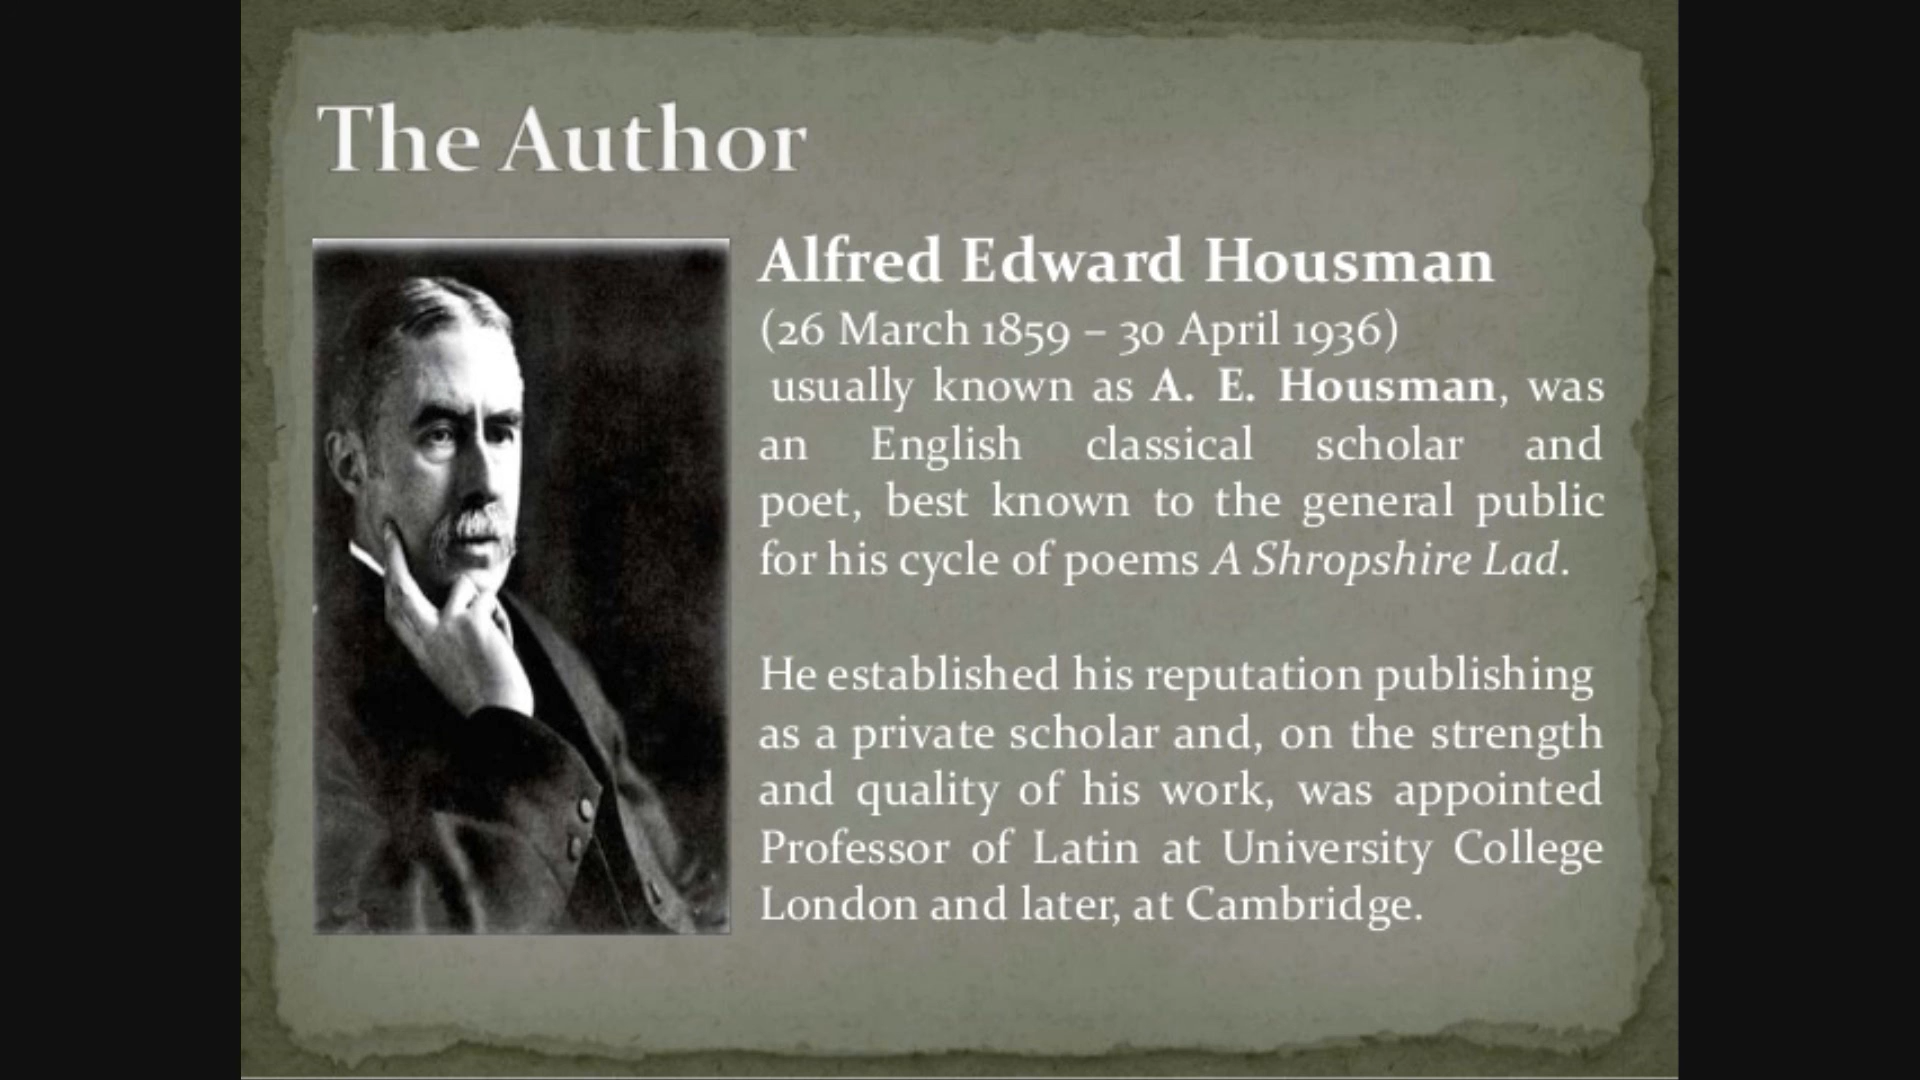 The Author
Alfred Edward Housman
(26 March 1859 – 30 April 1936)
usually known as A. E. Housman, was
an English classical scholar and
poet, best known to the general public
for his cycle of poems A Shropshire Lad.
He established his reputation publishing
as a private scholar and, on the strength
and quality of his work, was appointed
Professor of Latin at University College
London and later, at Cambridge.